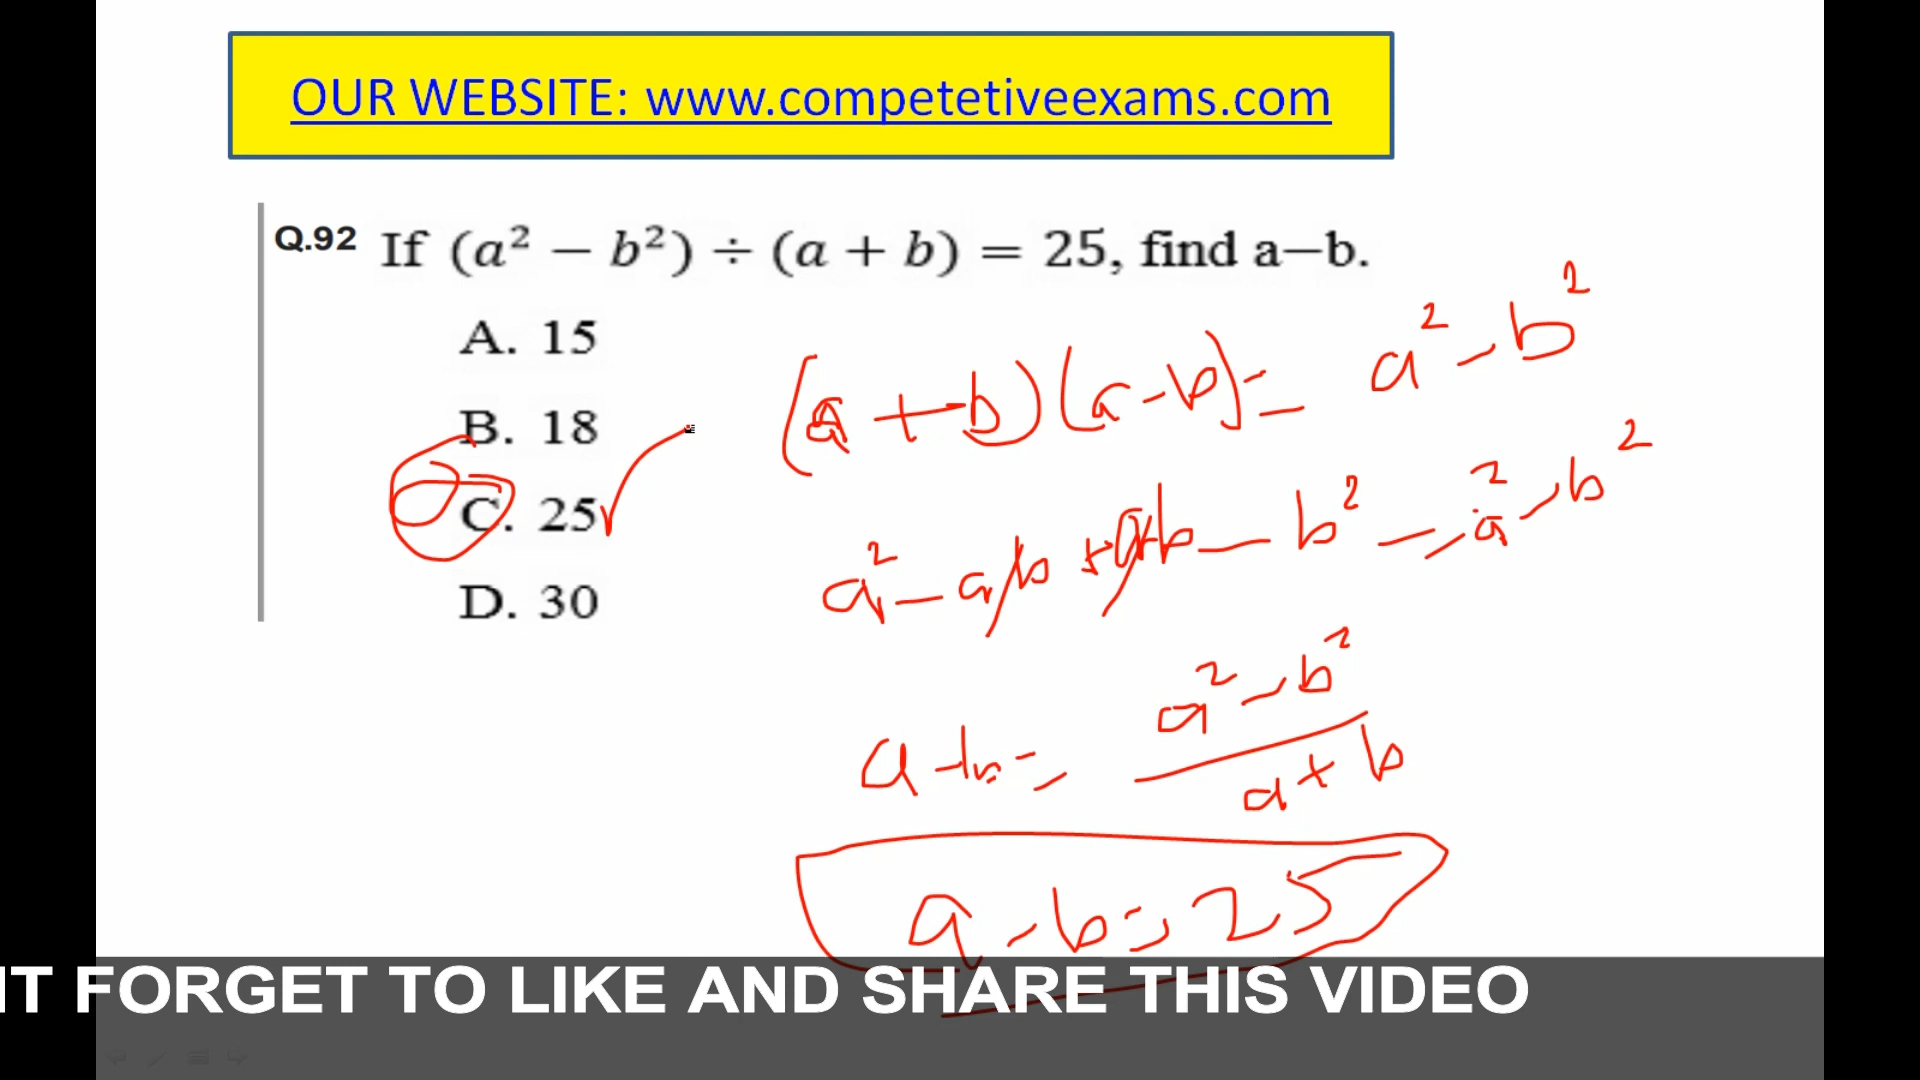 OUR WEBSITE: www.competetiveexams.com
Q.92 If (a² − b²) ÷ (a + b) = 25, find a−b.
A. 15
B. 18
C. 25
D. 30
(a + b)(a - b) = a² - b²
a² - ab + ab - b² = a² - b²
a - b = a² - b² / a + b
a - b = 25
FORGET TO LIKE AND SHARE THIS VIDEO